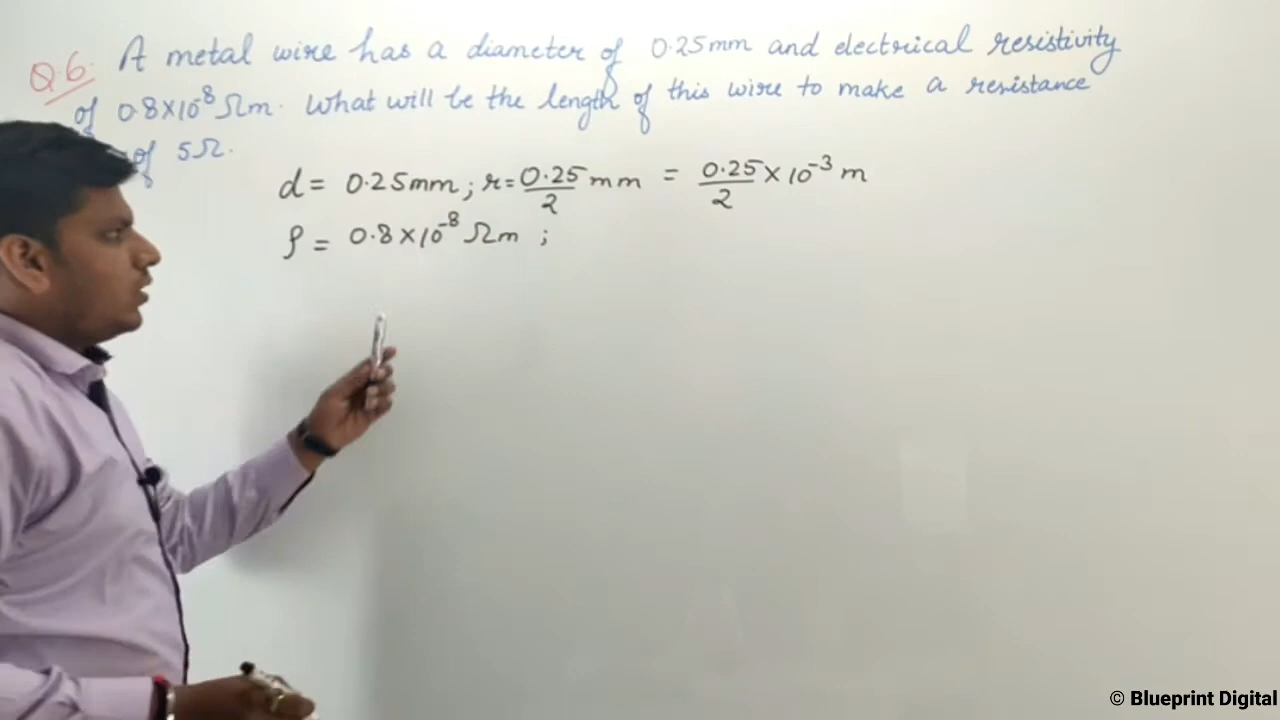 Q.6. A metal wire has a diameter of 0.25mm and electrical resistivity
of 0.8×10⁻⁸ Ωm. What will be the length of this wire to make a resistance
of 5Ω.
d = 0.25mm ; r = 0.25/2 mm = 0.25/2 × 10⁻³ m
ρ = 0.8×10⁻⁸ Ωm ;
© Blueprint Digital